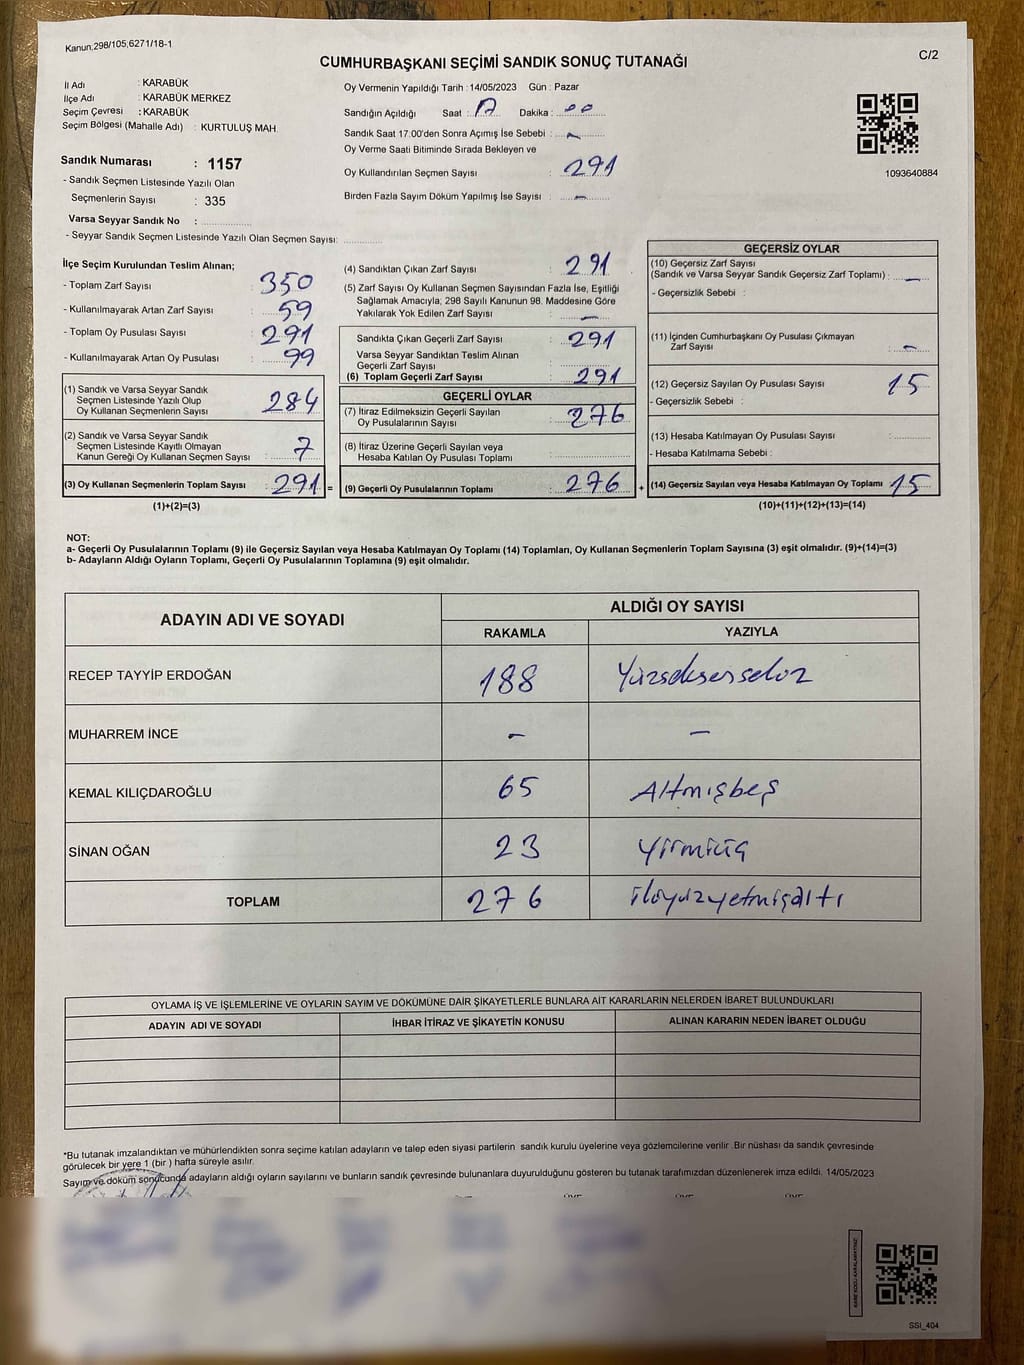 Kanun,298/105;6271/18-1
CUMHURBAŞKANI SEÇİMİ SANDIK SONUÇ TUTANAĞI
C/2
İl Adı : KARABÜK
İlçe Adı : KARABÜK MERKEZ
Seçim Çevresi : KARABÜK
Seçim Bölgesi (Mahalle Adı) : KURTULUŞ MAH.
Sandık Numarası : 1157
- Sandık Seçmen Listesinde Yazılı Olan
Seçmenlerin Sayısı : 335
Varsa Seyyar Sandık No :
- Seyyar Sandık Seçmen Listesinde Yazılı Olan Seçmen Sayısı:
Oy Vermenin Yapıldığı Tarih : 14/05/2023 Gün : Pazar
Sandığın Açıldığı Saat : 17 Dakika : 00
Sandık Saat 17.00'den Sonra Açımış İse Sebebi : -
Oy Verme Saati Bitiminde Sırada Bekleyen ve
Oy Kullandırılan Seçmen Sayısı : 291
Birden Fazla Sayım Döküm Yapılmış İse Sayısı : -
1093640884
İlçe Seçim Kurulundan Teslim Alınan;
- Toplam Zarf Sayısı : 350
- Kullanılmayarak Artan Zarf Sayısı : 59
- Toplam Oy Pusulası Sayısı : 291
- Kullanılmayarak Artan Oy Pusulası : 99
(1) Sandık ve Varsa Seyyar Sandık
Seçmen Listesinde Yazılı Olup
Oy Kullanan Seçmenlerin Sayısı : 284
(2) Sandık ve Varsa Seyyar Sandık
Seçmen Listesinde Kayıtlı Olmayan
Kanun Gereği Oy Kullanan Seçmen Sayısı : 7
(3) Oy Kullanan Seçmenlerin Toplam Sayısı : 291 =
(1)+(2)=(3)
(4) Sandıktan Çıkan Zarf Sayısı : 291
(5) Zarf Sayısı Oy Kullanan Seçmen Sayısından Fazla İse, Eşitliği
Sağlamak Amacıyla; 298 Sayılı Kanunun 98. Maddesine Göre
Yakılarak Yok Edilen Zarf Sayısı : -
Sandıkta Çıkan Geçerli Zarf Sayısı : 291
Varsa Seyyar Sandıktan Teslim Alınan
Geçerli Zarf Sayısı :
(6) Toplam Geçerli Zarf Sayısı : 291
GEÇERLİ OYLAR
(7) İtiraz Edilmeksizin Geçerli Sayılan
Oy Pusulalarının Sayısı : 276
(8) İtiraz Üzerine Geçerli Sayılan veya
Hesaba Katılan Oy Pusulası Toplamı :
(9) Geçerli Oy Pusulalarının Toplamı : 276 +
GEÇERSİZ OYLAR
(10) Geçersiz Zarf Sayısı
(Sandık ve Varsa Seyyar Sandık Geçersiz Zarf Toplamı) : -
- Geçersizlik Sebebi :
(11) İçinden Cumhurbaşkanı Oy Pusulası Çıkmayan
Zarf Sayısı : -
(12) Geçersiz Sayılan Oy Pusulası Sayısı : 15
- Geçersizlik Sebebi :
(13) Hesaba Katılmayan Oy Pusulası Sayısı :
- Hesaba Katılmama Sebebi :
(14) Geçersiz Sayılan veya Hesaba Katılmayan Oy Toplamı : 15
(10)+(11)+(12)+(13)=(14)
NOT:
a- Geçerli Oy Pusulalarının Toplamı (9) ile Geçersiz Sayılan veya Hesaba Katılmayan Oy Toplamı (14) Toplamları, Oy Kullanan Seçmenlerin Toplam Sayısına (3) eşit olmalıdır. (9)+(14)=(3)
b- Adayların Aldığı Oyların Toplamı, Geçerli Oy Pusulalarının Toplamına (9) eşit olmalıdır.
ADAYIN ADI VE SOYADI
ALDIĞI OY SAYISI
RAKAMLA YAZIYLA
RECEP TAYYİP ERDOĞAN 188 Yüzseksensekiz
MUHARREM İNCE - -
KEMAL KILIÇDAROĞLU 65 Altmışbeş
SİNAN OĞAN 23 Yirmiüç
TOPLAM 276 ikiyüzyetmişaltı
OYLAMA İŞ VE İŞLEMLERİNE VE OYLARIN SAYIM VE DÖKÜMÜNE DAİR ŞİKAYETLERLE BUNLARA AİT KARARLARIN NELERDEN İBARET BULUNDUKLARI
ADAYIN ADI VE SOYADI İHBAR İTİRAZ VE ŞİKAYETİN KONUSU ALINAN KARARIN NEDEN İBARET OLDUĞU
*Bu tutanak imzalandıktan ve mühürlendikten sonra seçime katılan adayların ve talep eden siyasi partilerin sandık kurulu üyelerine veya gözlemcilerine verilir .Bir nüshası da sandık çevresinde
görülecek bir yere 1 (bir ) hafta süreyle asılır.
Sayım ve döküm sonucunda adayların aldığı oyların sayılarını ve bunların sandık çevresinde bulunanlara duyurulduğunu gösteren bu tutanak tarafımızdan düzenlenerek imza edildi. 14/05/2023
KARE KODU KARALAMAYINIZ!
SSI_404